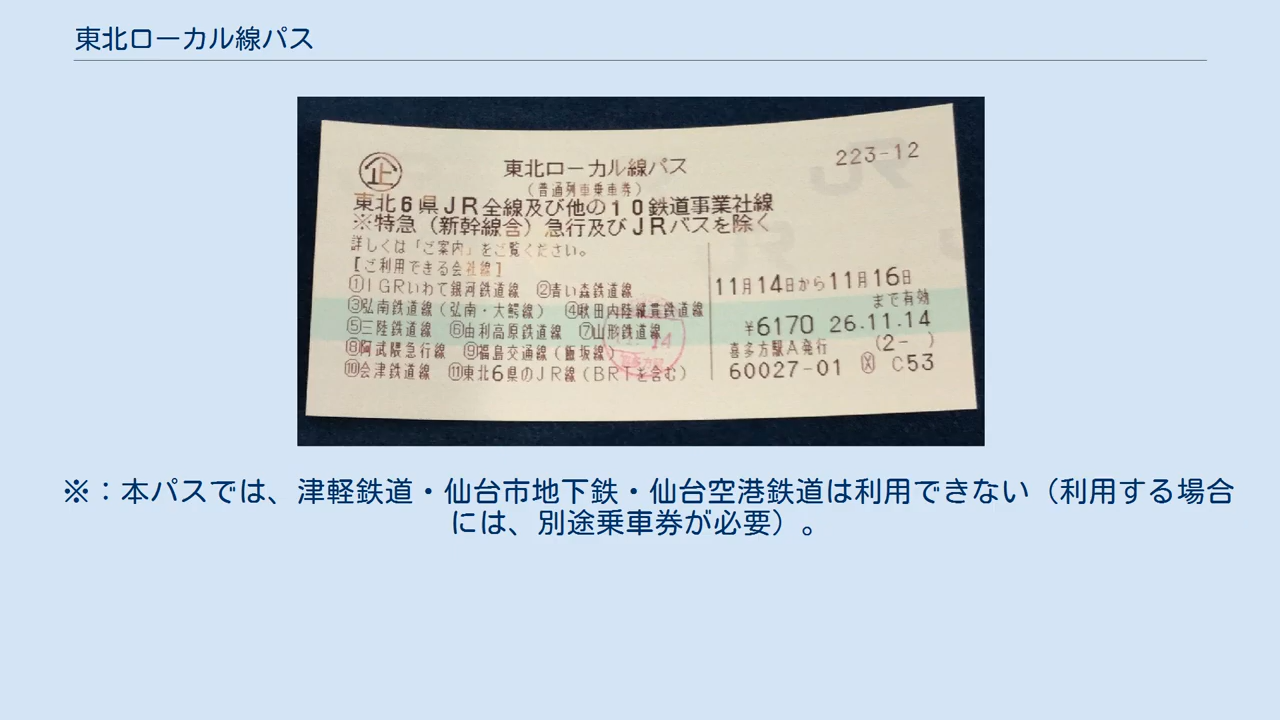 東北ローカル線パス
企
東北ローカル線パス
223-12
(普通列車乗車券)
東北6県JR全線及び他の10鉄道事業社線
※特急(新幹線含)急行及びJRバスを除く
詳しくは「ご案内」をご覧ください。
[ご利用できる会社線]
①IGRいわて銀河鉄道線 ②青い森鉄道線
③弘南鉄道線(弘南・大鰐線) ④秋田内陸縦貫鉄道線
⑤三陸鉄道線 ⑥由利高原鉄道線 ⑦山形鉄道線
⑧阿武隈急行線 ⑨福島交通線(飯坂線)
⑩会津鉄道線 ⑪東北6県のJR線(BRTを含む)
11月14日から11月16日
まで有効
¥6170 26.11.14
喜多方駅A発行 (2- )
60027-01 C53
※:本パスでは、津軽鉄道・仙台市地下鉄・仙台空港鉄道は利用できない(利用する場合
には、別途乗車券が必要)。